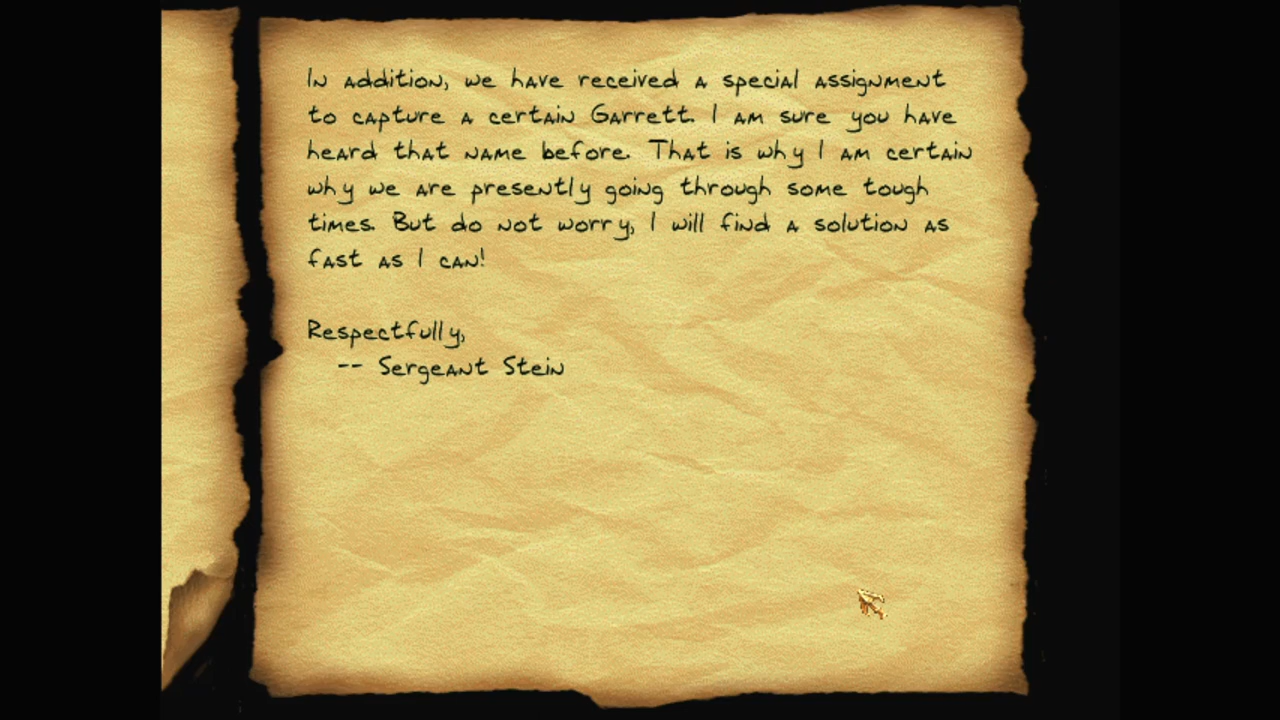 In addition, we have received a special assignment
to capture a certain Garrett. I am sure you have
heard that name before. That is why I am certain
why we are presently going through some tough
times. But do not worry, I will find a solution as
fast as I can!
Respectfully,
-- Sergeant Stein